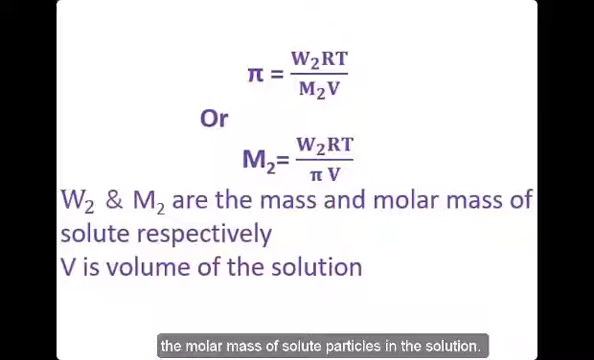 π = W₂RT / M₂V
Or
M₂= W₂RT / π V
W₂ & M₂ are the mass and molar mass of
solute respectively
V is volume of the solution
the molar mass of solute particles in the solution.